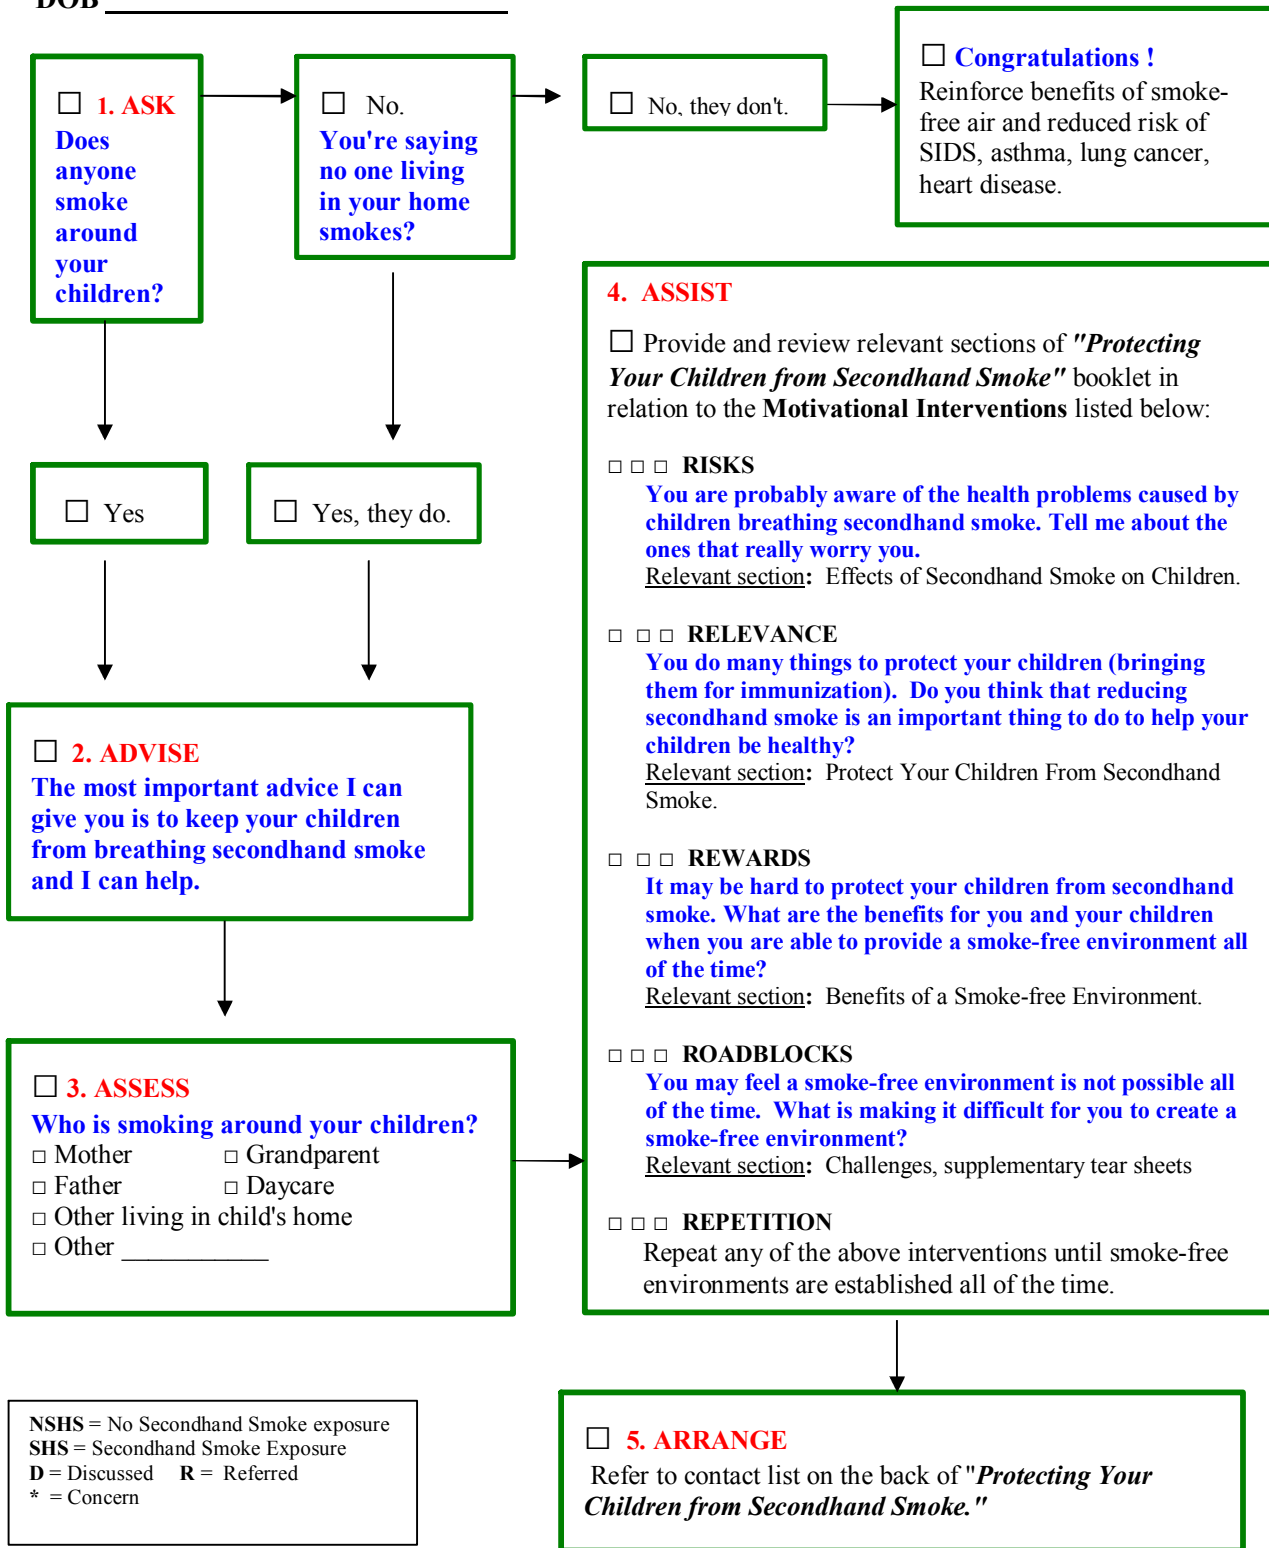 DOB
☐ 1. ASK
Does
anyone
smoke
around
your
children?
☐ No.
You're saying
no one living
in your home
smokes?
☐ No, they don't.
☐ Congratulations !
Reinforce benefits of smoke-
free air and reduced risk of
SIDS, asthma, lung cancer,
heart disease.
☐ Yes
☐ Yes, they do.
☐ 2. ADVISE
The most important advice I can
give you is to keep your children
from breathing secondhand smoke
and I can help.
☐ 3. ASSESS
Who is smoking around your children?
□ Mother □ Grandparent
□ Father □ Daycare
□ Other living in child's home
□ Other ___________
4. ASSIST
☐ Provide and review relevant sections of "Protecting
Your Children from Secondhand Smoke" booklet in
relation to the Motivational Interventions listed below:
□ □ □ RISKS
You are probably aware of the health problems caused by
children breathing secondhand smoke. Tell me about the
ones that really worry you.
Relevant section: Effects of Secondhand Smoke on Children.
□ □ □ RELEVANCE
You do many things to protect your children (bringing
them for immunization). Do you think that reducing
secondhand smoke is an important thing to do to help your
children be healthy?
Relevant section: Protect Your Children From Secondhand
Smoke.
□ □ □ REWARDS
It may be hard to protect your children from secondhand
smoke. What are the benefits for you and your children
when you are able to provide a smoke-free environment all
of the time?
Relevant section: Benefits of a Smoke-free Environment.
□ □ □ ROADBLOCKS
You may feel a smoke-free environment is not possible all
of the time. What is making it difficult for you to create a
smoke-free environment?
Relevant section: Challenges, supplementary tear sheets
□ □ □ REPETITION
Repeat any of the above interventions until smoke-free
environments are established all of the time.
☐ 5. ARRANGE
Refer to contact list on the back of "Protecting Your
Children from Secondhand Smoke."
NSHS = No Secondhand Smoke exposure
SHS = Secondhand Smoke Exposure
D = Discussed R = Referred
* = Concern